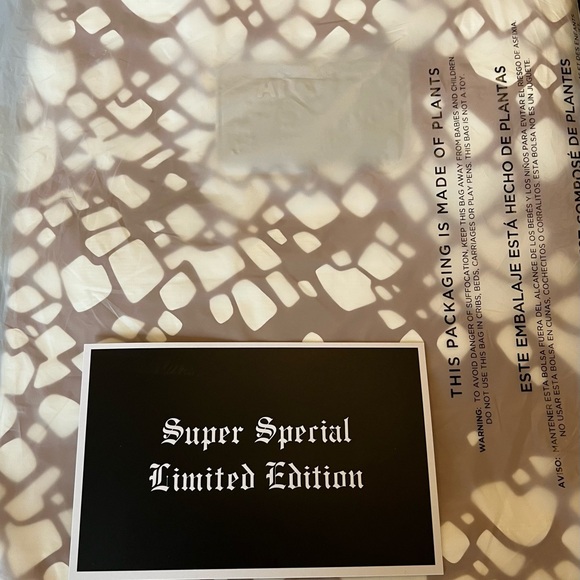 Super Special
Limited Edition
THIS PACKAGING IS MADE OF PLANTS
WARNING: TO AVOID DANGER OF SUFFOCATION, KEEP THIS BAG AWAY FROM BABIES AND CHILDREN.
DO NOT USE THIS BAG IN CRIBS, BEDS, CARRIAGES OR PLAY PENS. THIS BAG IS NOT A TOY.
ESTE EMBALAJE ESTÁ HECHO DE PLANTAS
AVISO: MANTENER ESTA BOLSA FUERA DEL ALCANCE DE LOS BEBÉS Y LOS NIÑOS PARA EVITAR EL RIESGO DE ASFIXIA.
NO USAR ESTA BOLSA EN CUNAS, COCHECITOS O CORRALITOS. ESTA BOLSA NO ES UN JUGUETE.
COMPOSÉ DE PLANTES